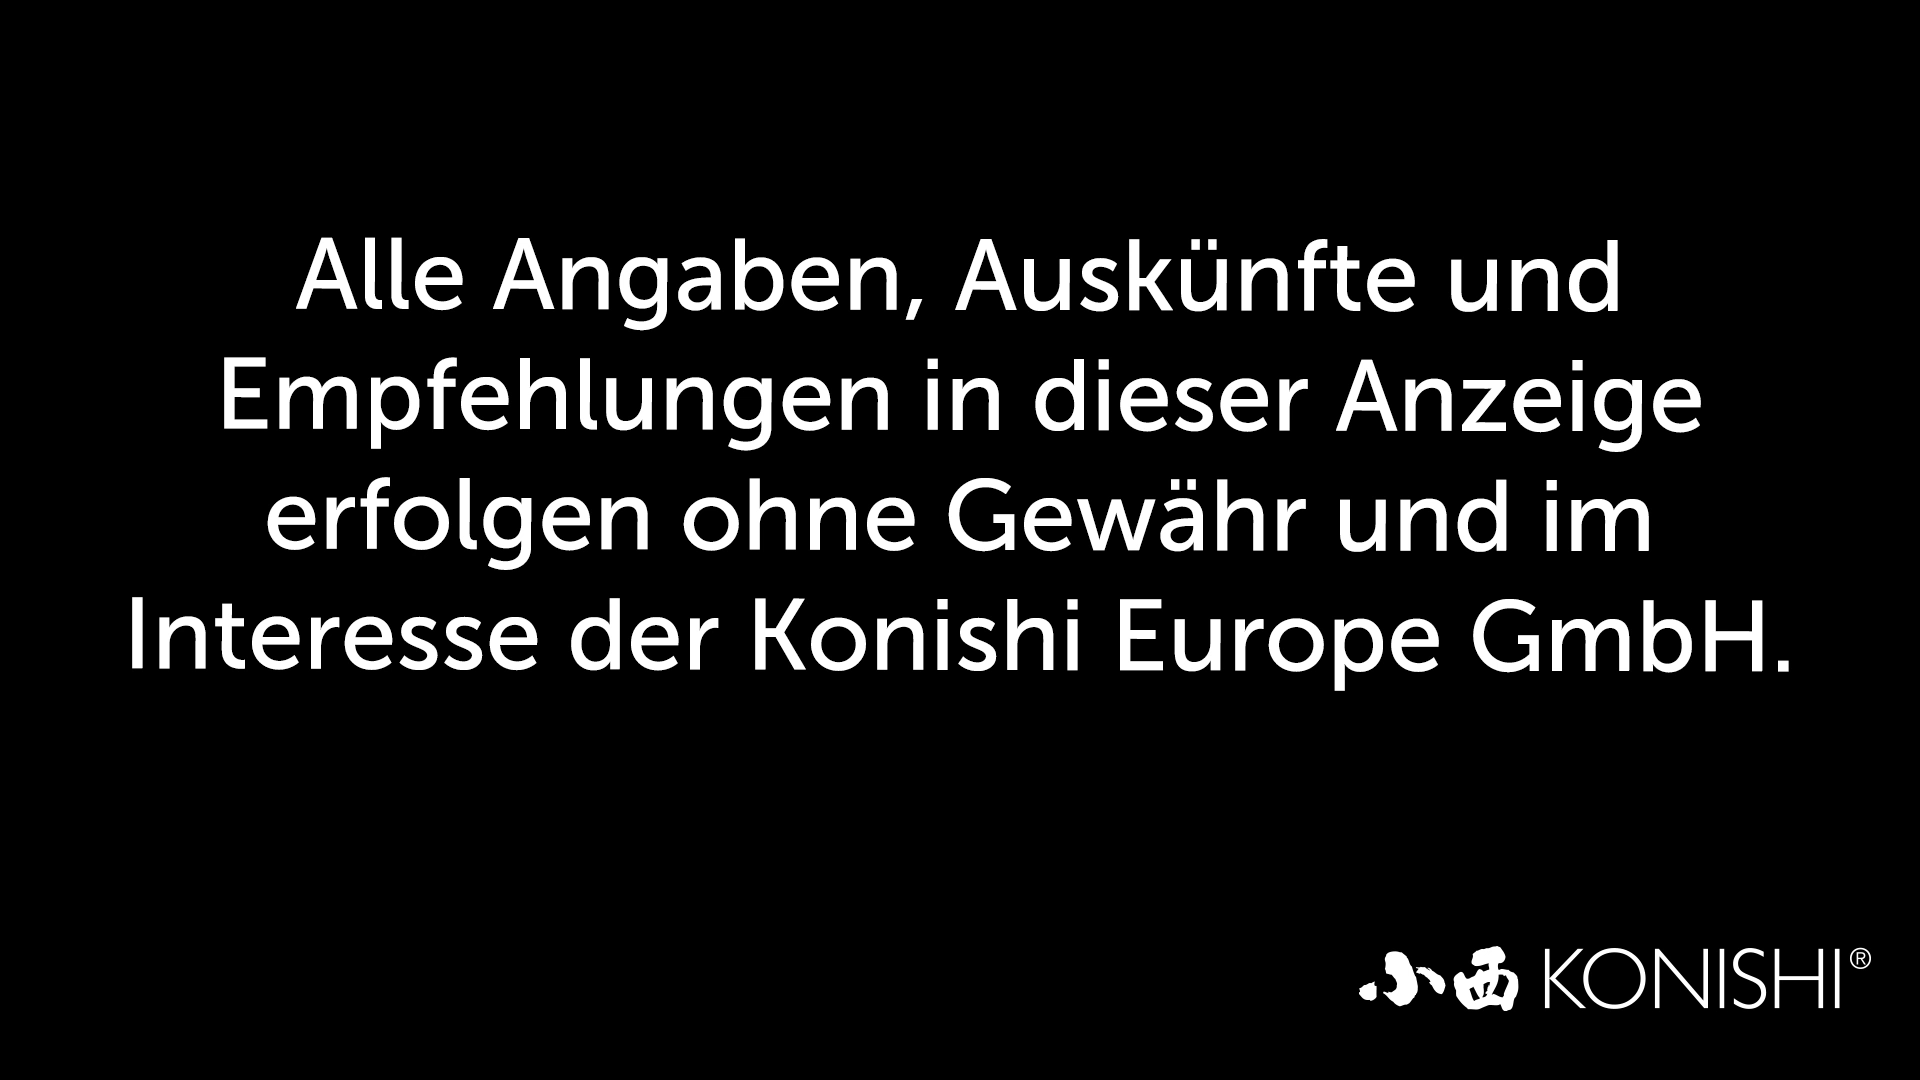 Alle Angaben, Auskünfte und
Empfehlungen in dieser Anzeige
erfolgen ohne Gewähr und im
Interesse der Konishi Europe GmbH.
小西 KONISHI®